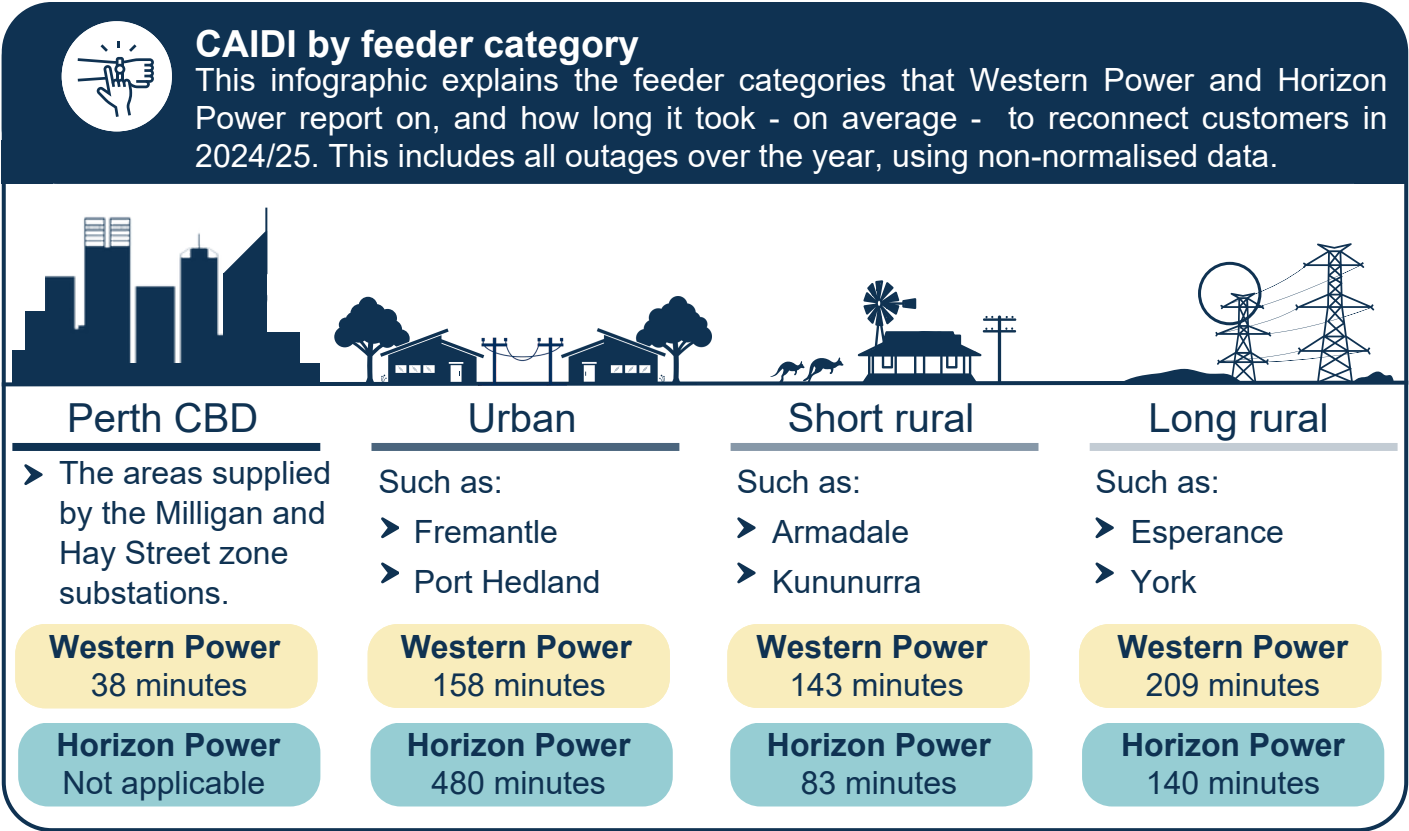 CAIDI by feeder category
This infographic explains the feeder categories that Western Power and Horizon
Power report on, and how long it took - on average - to reconnect customers in
2024/25. This includes all outages over the year, using non-normalised data.
Perth CBD
The areas supplied
by the Milligan and
Hay Street zone
substations.
Western Power
38 minutes
Horizon Power
Not applicable
Urban
Such as:
Fremantle
Port Hedland
Western Power
158 minutes
Horizon Power
480 minutes
Short rural
Such as:
Armadale
Kununurra
Western Power
143 minutes
Horizon Power
83 minutes
Long rural
Such as:
Esperance
York
Western Power
209 minutes
Horizon Power
140 minutes